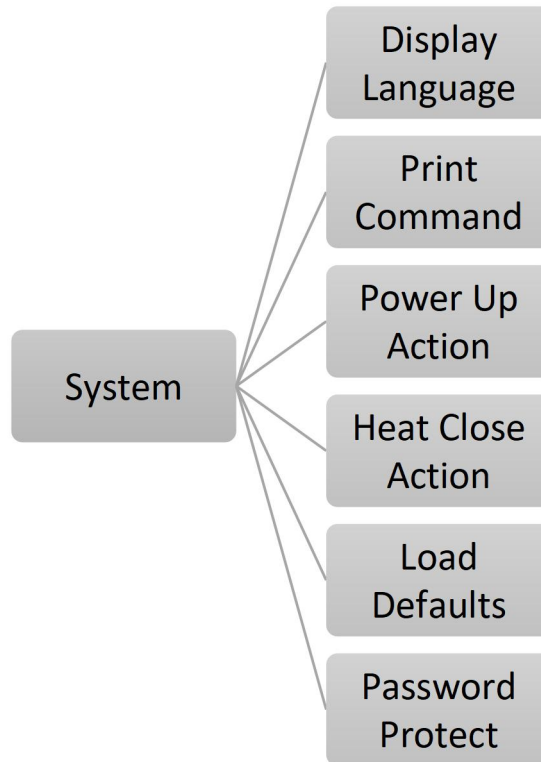 Display
Language
Print
Command
Power Up
Action
System
Heat Close
Action
Load
Defaults
Password
Protect